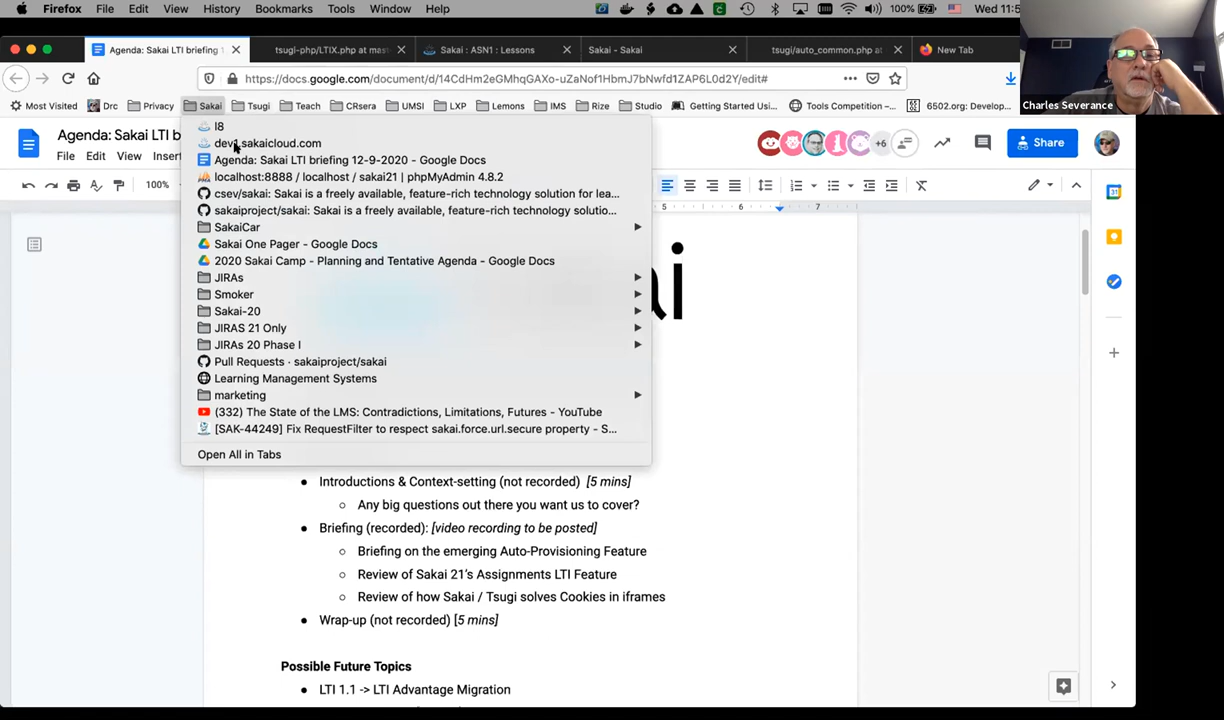 Firefox File Edit View History Bookmarks Tools Window Help 100% Wed 11:5
Agenda: Sakai LTI briefing 1 tsugi-php/LTIX.php at mast Sakai : ASN1 : Lessons Sakai - Sakai tsugi/auto_common.php at New Tab
https://docs.google.com/document/d/14CdHm2eGMhqGAXo-uZaNof1HbmJ7bNwfd1ZAP6L0d2Y/edit#
Charles Severance
Most Visited Drc Privacy Sakai Tsugi Teach CRsera UMSI LXP Lemons IMS Rize Studio Getting Started Usi... Tools Competition –... 6502.org: Develop...
Agenda: Sakai LTI b
File Edit View Insert
+6
Share
100%
5 6 7
l8
dev1.sakaicloud.com
Agenda: Sakai LTI briefing 12-9-2020 - Google Docs
localhost:8888 / localhost / sakai21 | phpMyAdmin 4.8.2
csev/sakai: Sakai is a freely available, feature-rich technology solution for lea...
sakaiproject/sakai: Sakai is a freely available, feature-rich technology solutio...
SakaiCar
Sakai One Pager - Google Docs
2020 Sakai Camp - Planning and Tentative Agenda - Google Docs
JIRAs
Smoker
Sakai-20
JIRAS 21 Only
JIRAs 20 Phase I
Pull Requests · sakaiproject/sakai
Learning Management Systems
marketing
(332) The State of the LMS: Contradictions, Limitations, Futures - YouTube
[SAK-44249] Fix RequestFilter to respect sakai.force.url.secure property - S...
Open All in Tabs
ai
Introductions & Context-setting (not recorded) [5 mins]
Any big questions out there you want us to cover?
Briefing (recorded): [video recording to be posted]
Briefing on the emerging Auto-Provisioning Feature
Review of Sakai 21's Assignments LTI Feature
Review of how Sakai / Tsugi solves Cookies in iframes
Wrap-up (not recorded) [5 mins]
Possible Future Topics
LTI 1.1 -> LTI Advantage Migration